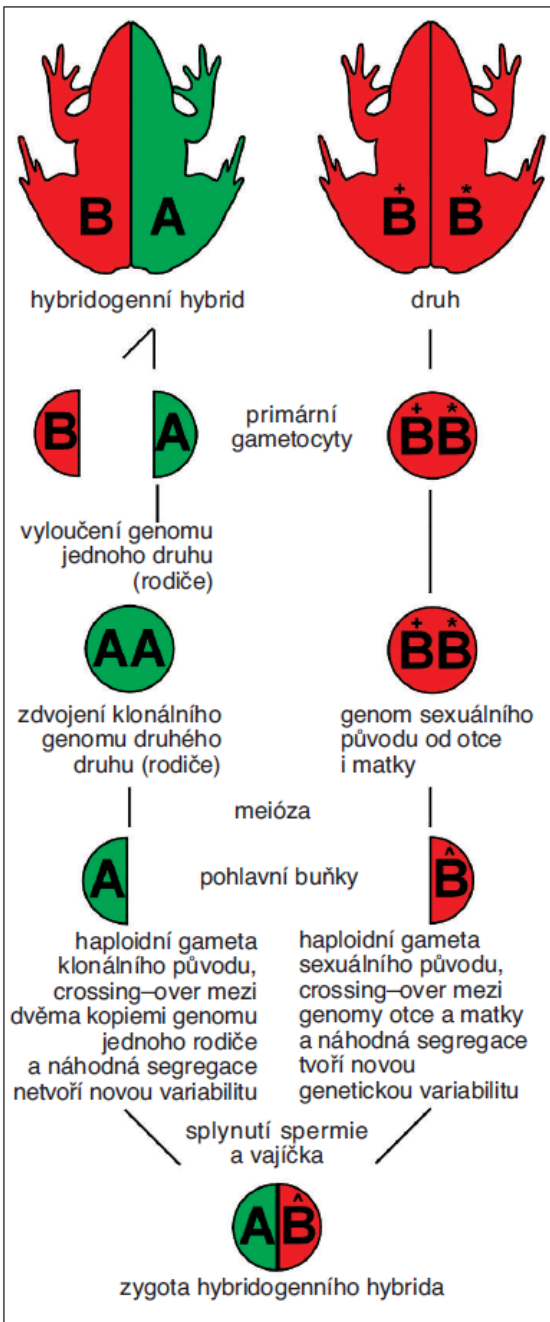 B A
+ *
B B
hybridogenní hybrid
druh
B A
primární
gametocyty
+ *
BB
vyloučení genomu
jednoho druhu
(rodiče)
AA
+ *
BB
zdvojení klonálního
genomu druhého
druhu (rodiče)
genom sexuálního
původu od otce
i matky
meióza
A
pohlavní buňky
^
B
haploidní gameta
klonálního původu,
crossing–over mezi
dvěma kopiemi genomu
jednoho rodiče
a náhodná segregace
netvoří novou variabilitu
haploidní gameta
sexuálního původu,
crossing–over mezi
genomy otce a matky
a náhodná segregace
tvoří novou
genetickou variabilitu
splynutí spermie
a vajíčka
^
AB
zygota hybridogenního hybrida